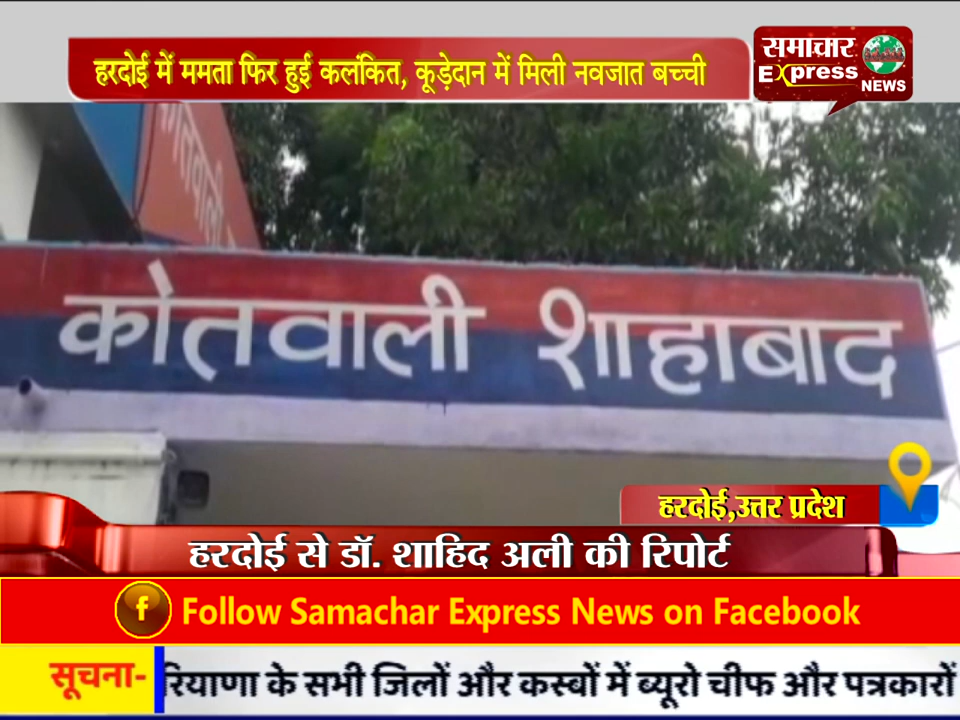 हरदोई में ममता फिर हुई कलंकित, कूड़ेदान में मिली नवजात बच्ची
समाचार
Express
NEWS
कोतवाली
कोतवाली शाहाबाद
हरदोई,उत्तर प्रदेश
हरदोई से डॉ. शाहिद अली की रिपोर्ट
f Follow Samachar Express News on Facebook
सूचना- रियाणा के सभी जिलों और कस्बों में ब्यूरो चीफ और पत्रकारों